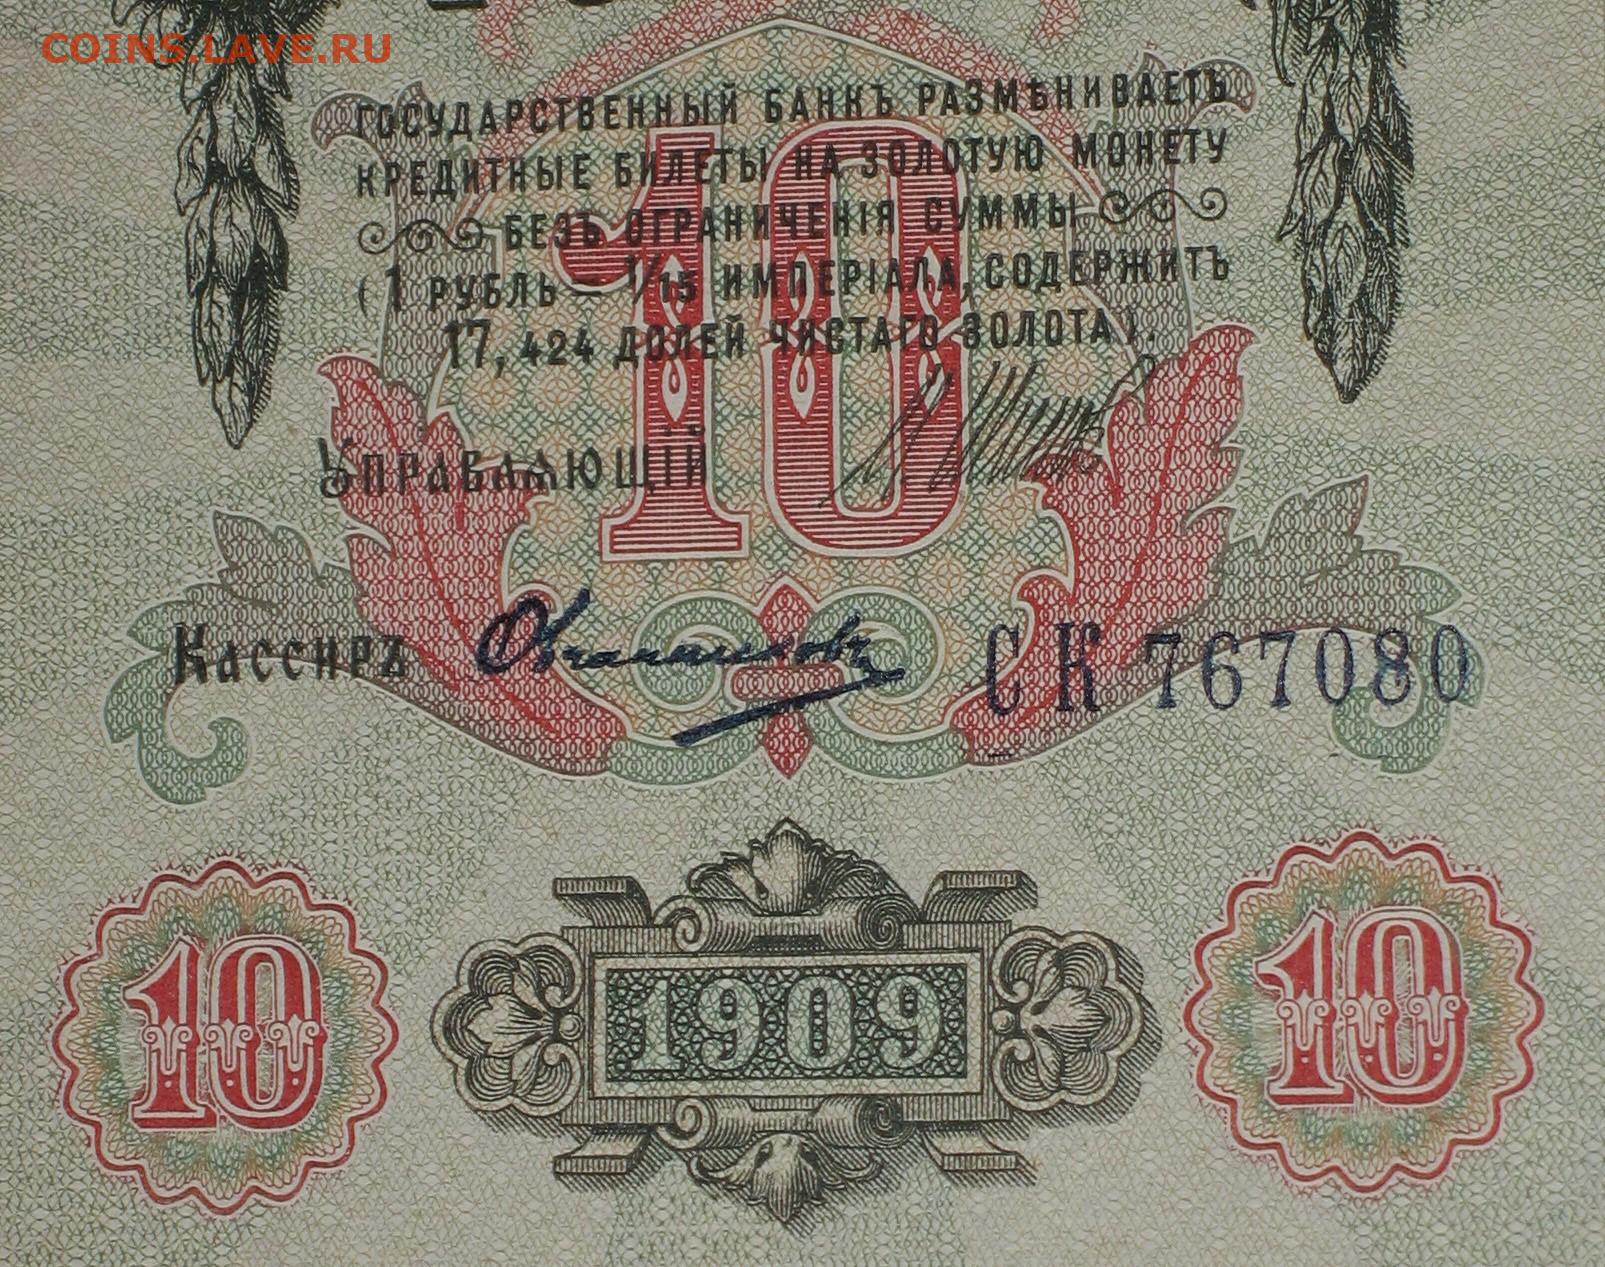 COINS.LAVE.RU
ГОСУДАРСТВЕННЫЙ БАНКЪ РАЗМѢНИВАЕТЪ
КРЕДИТНЫЕ БИЛЕТЫ НА ЗОЛОТУЮ МОНЕТУ
БЕЗЪ ОГРАНИЧЕНІЯ СУММЫ
(1 РУБЛЬ = 1/15 ИМПЕРІАЛА, СОДЕРЖИТЪ
17,424 ДОЛЕЙ ЧИСТАГО ЗОЛОТА).
10
УПРАВЛЯЮЩІЙ
Кассиръ Овчинниковъ СК 767080
10 1909 10